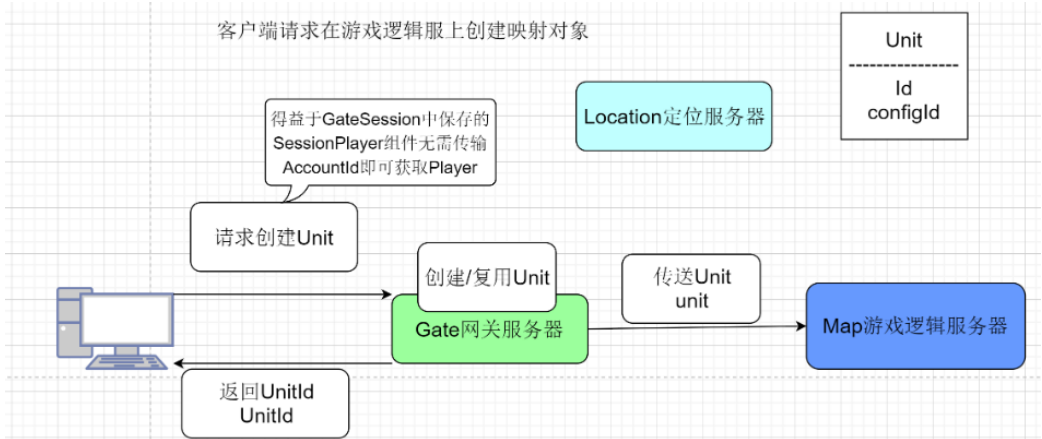 客户端请求在游戏逻辑服上创建映射对象
Unit
Id
configId
Location定位服务器
得益于GateSession中保存的
SessionPlayer组件无需传输
AccountId即可获取Player
请求创建Unit
创建/复用Unit
传送Unit
unit
Gate网关服务器
Map游戏逻辑服务器
返回UnitId
UnitId